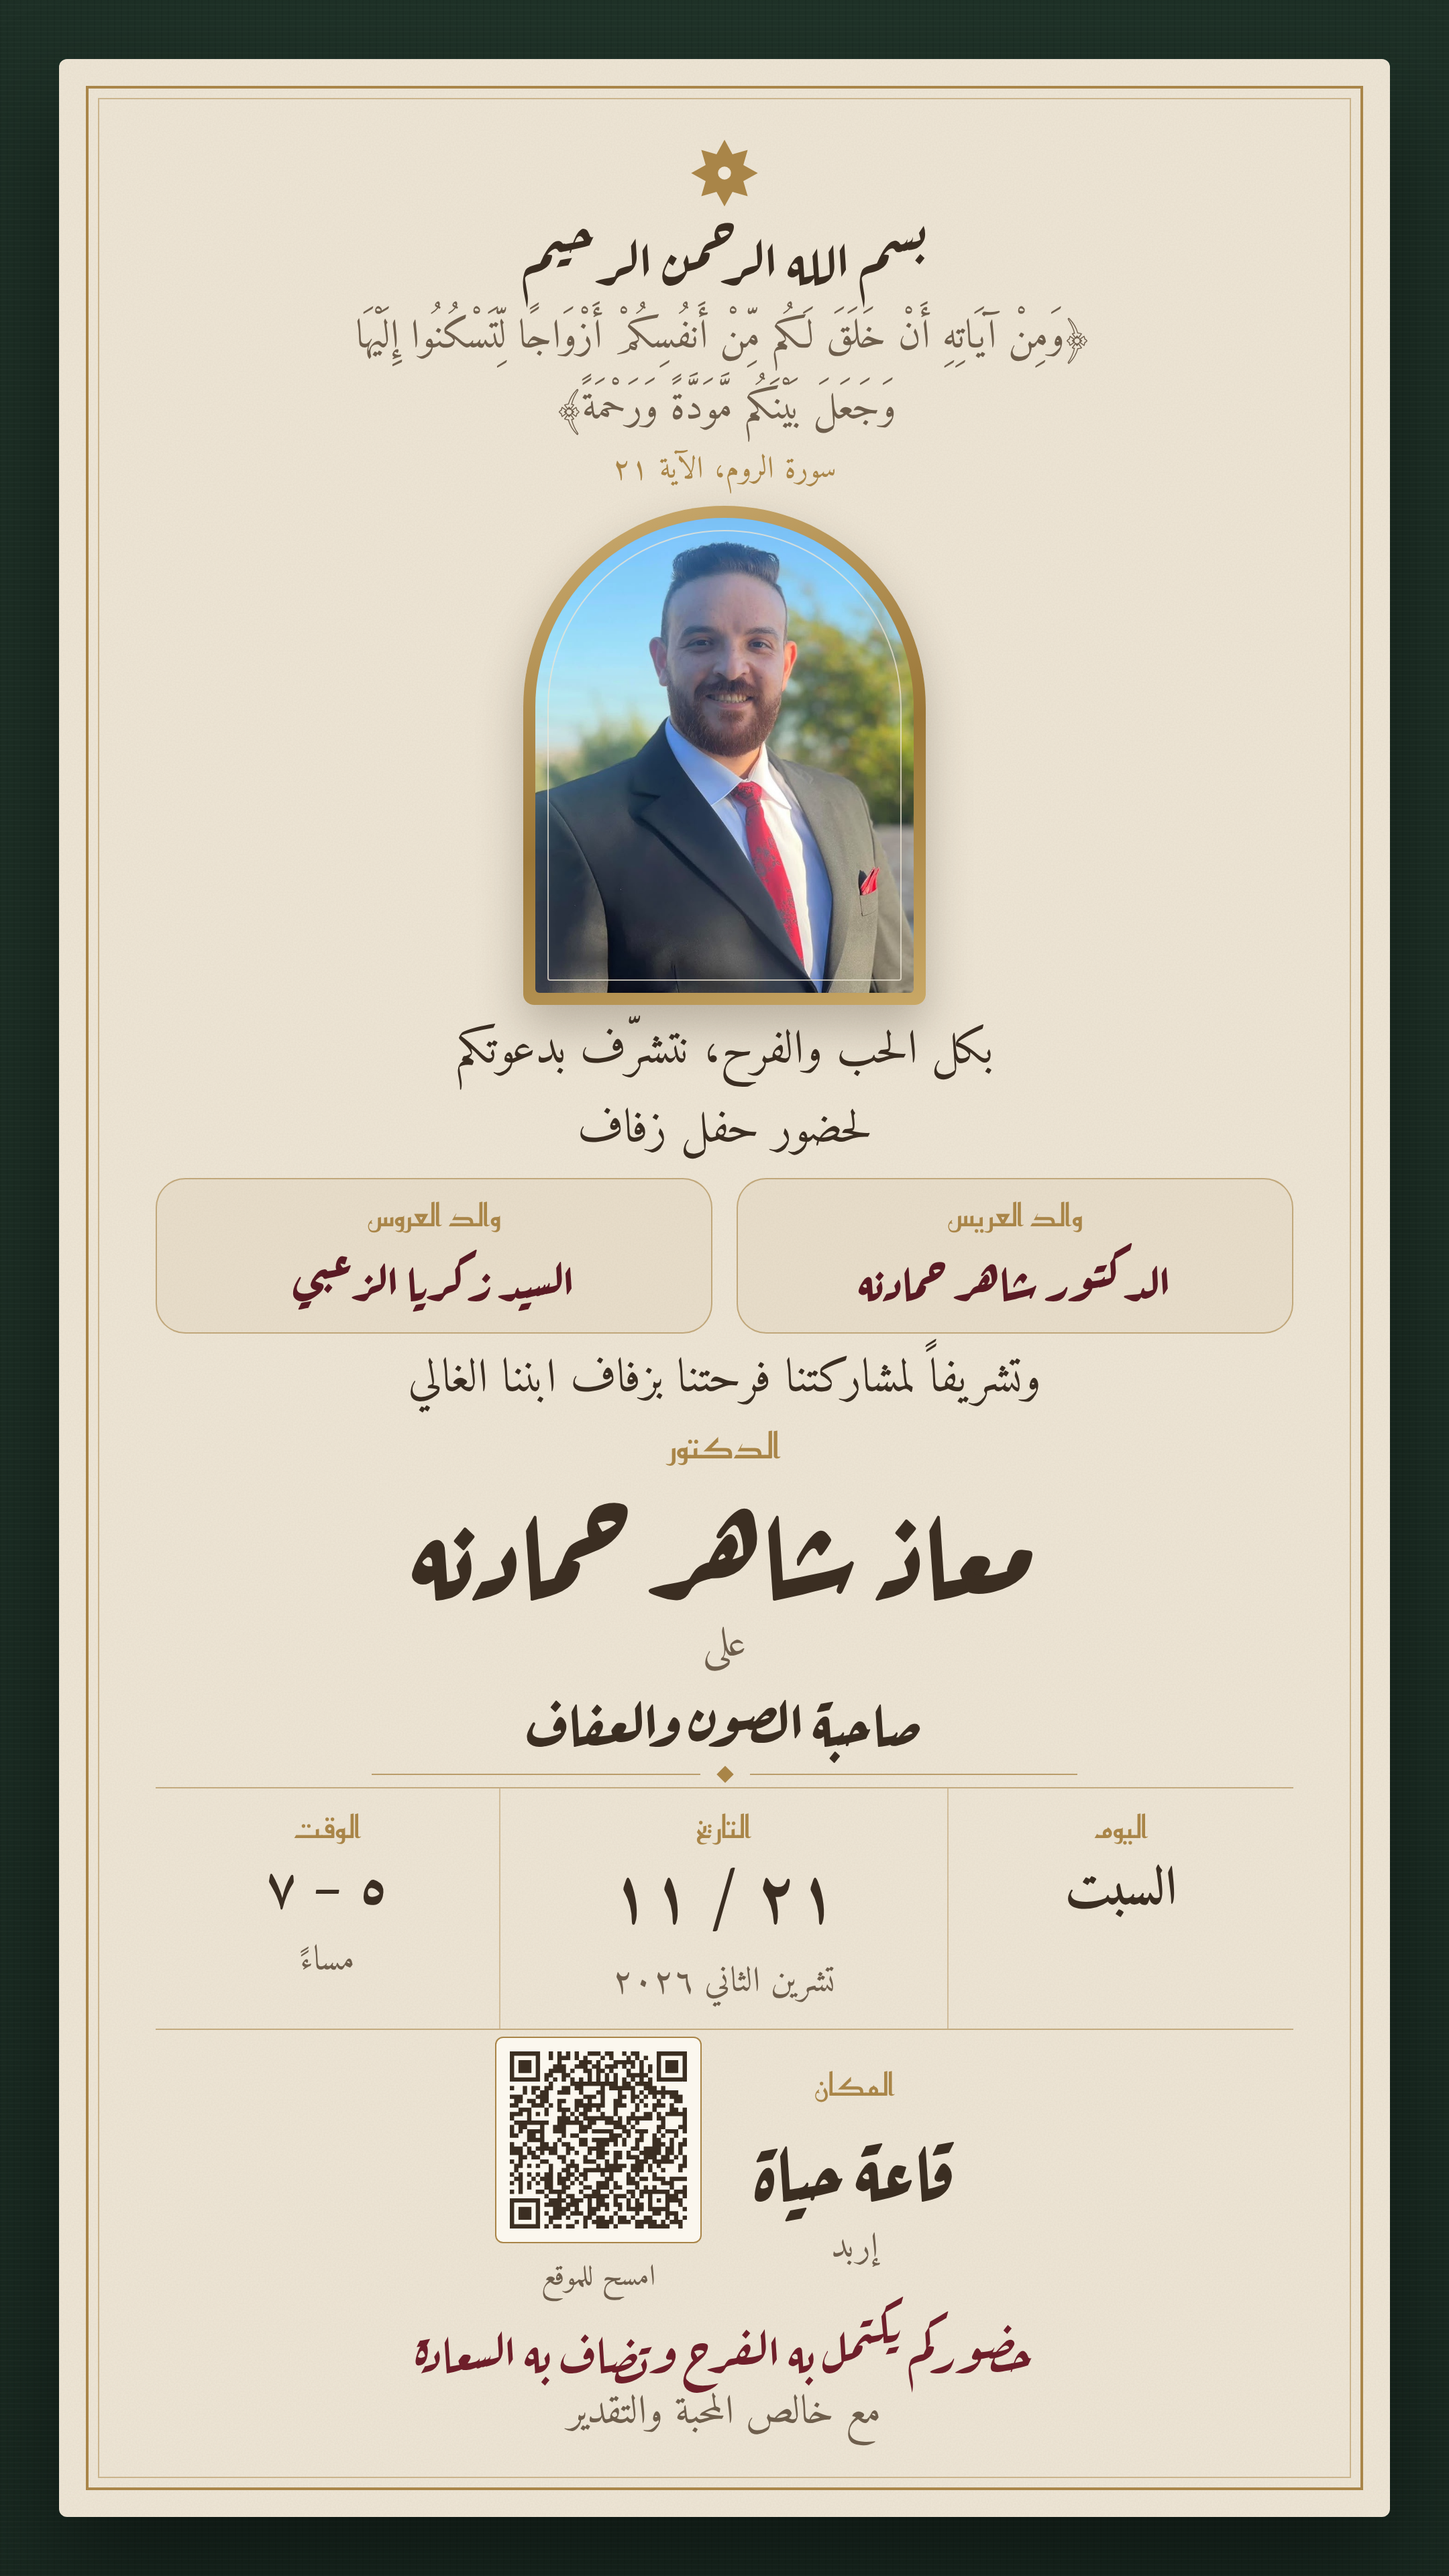 بسم الله الرحمن الرحيم
﴿وَمِنْ آيَاتِهِ أَنْ خَلَقَ لَكُم مِّنْ أَنفُسِكُمْ أَزْوَاجًا لِّتَسْكُنُوا إِلَيْهَا
وَجَعَلَ بَيْنَكُم مَّوَدَّةً وَرَحْمَةً﴾
سورة الروم، الآية ٢١
بكل الحب والفرح، نتشرّف بدعوتكم
لحضور حفل زفاف
والد العريس
الدكتور شاهر حمادنه
والد العروس
السيد زكريا الزعبي
وتشريفاً لمشاركتنا فرحتنا بزفاف ابننا الغالي
الدكتور
معاذ شاهر حمادنه
على
صاحبة الصون والعفاف
اليوم
السبت
التاريخ
٢١ / ١١
تشرين الثاني ٢٠٢٦
الوقت
٥ – ٧
مساءً
المكان
قاعة حياة
إربد
امسح للموقع
حضوركم يكتمل به الفرح وتضاف به السعادة
مع خالص المحبة والتقدير